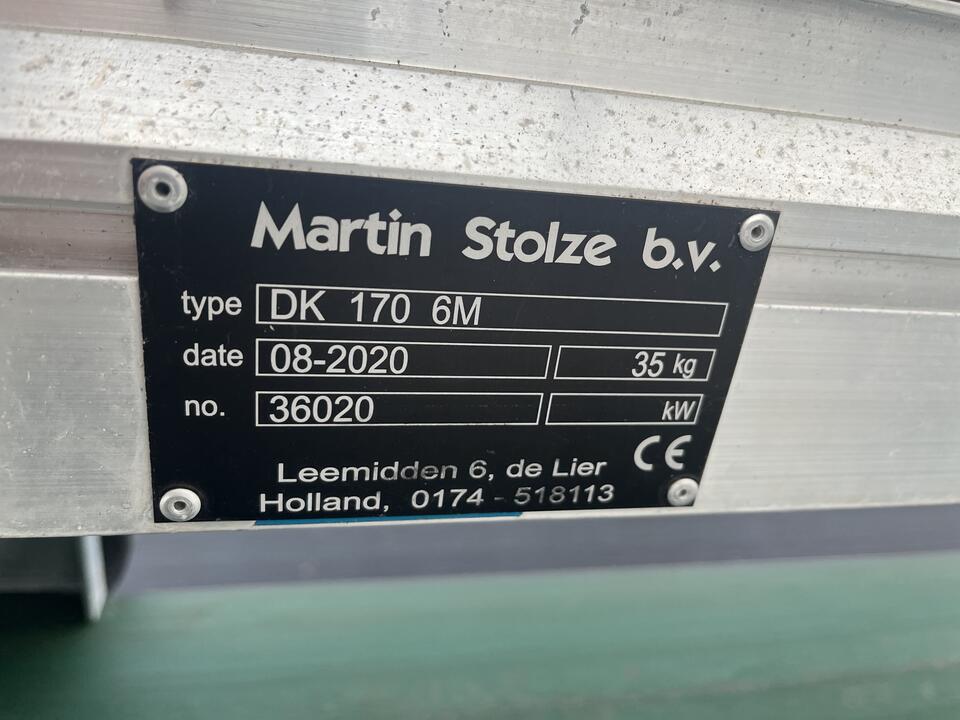 Martin Stolze b.v.
type DK 170 6M
date 08-2020 35 kg
no. 36020 kW
CE
Leemidden 6, de Lier
Holland, 0174 - 518113